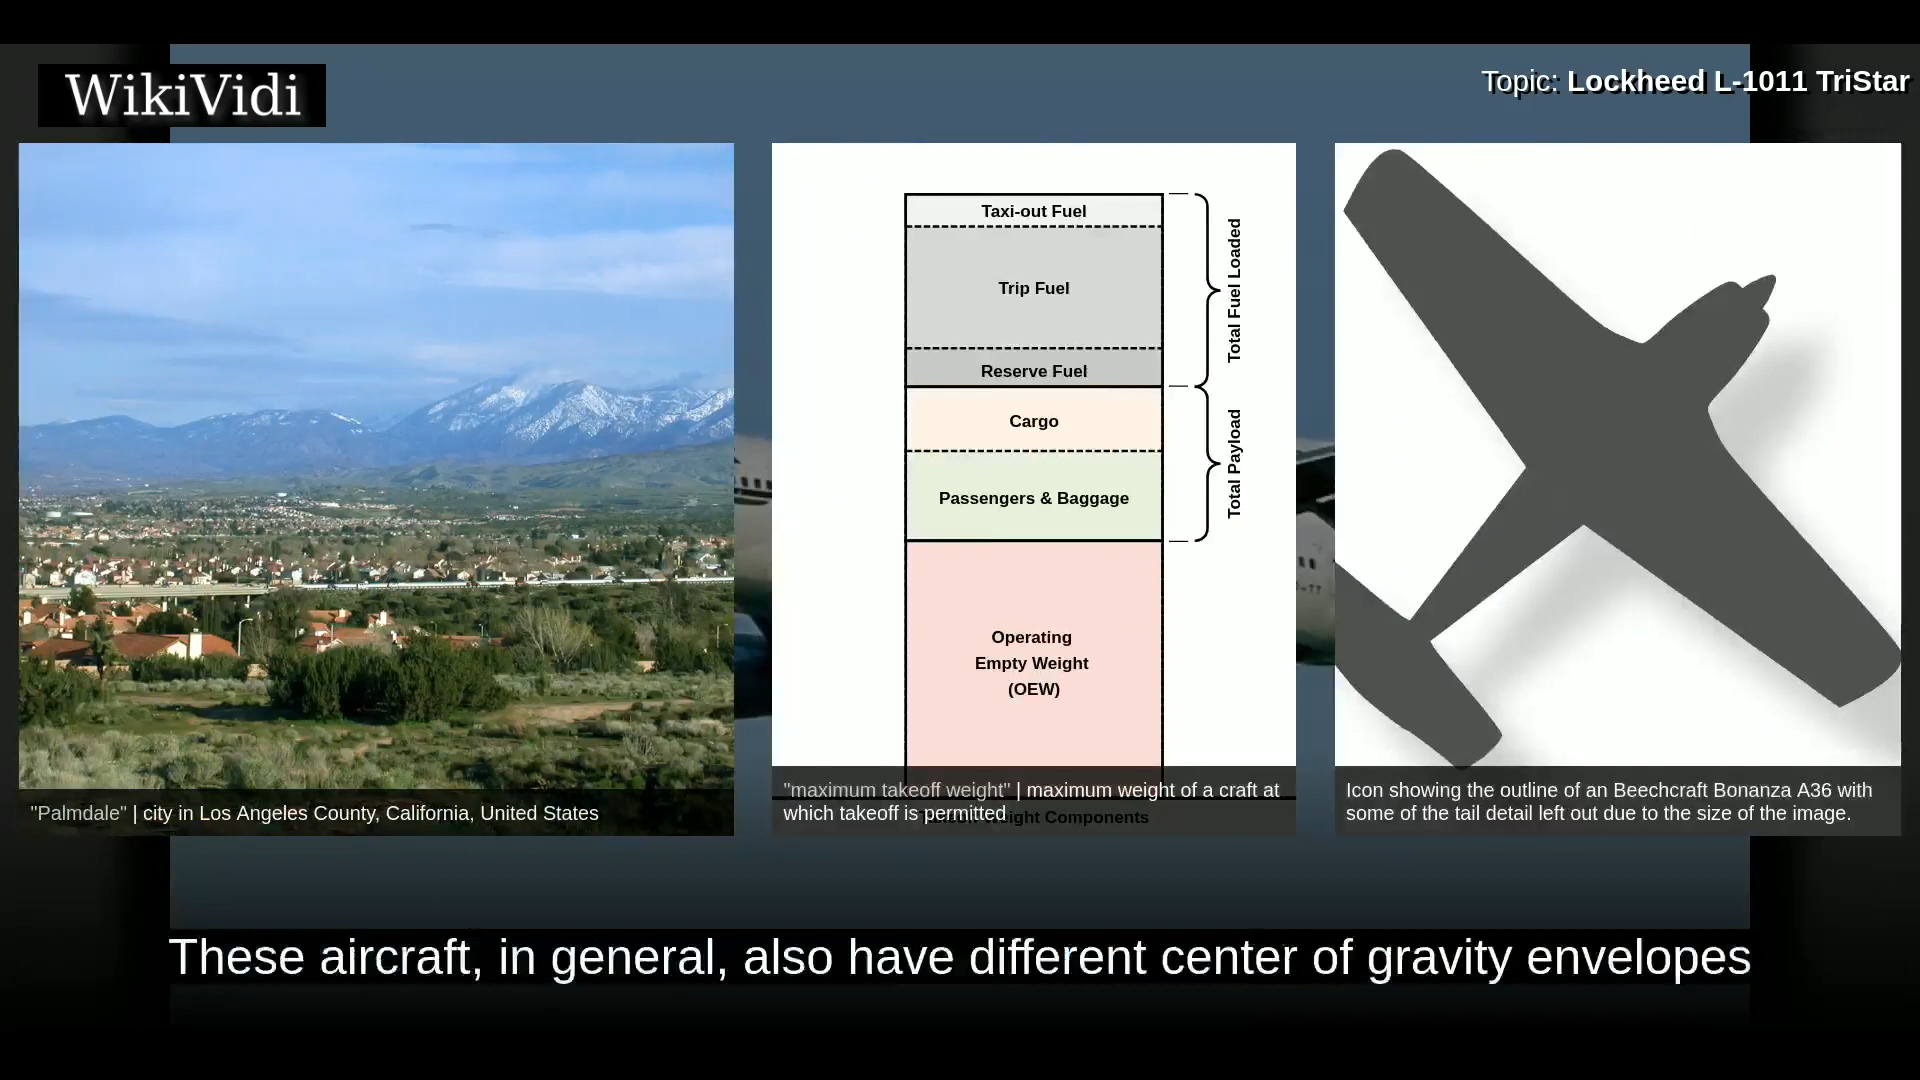 WikiVidi
Topic: Lockheed L-1011 TriStar
Taxi-out Fuel
Trip Fuel
Reserve Fuel
Total Fuel Loaded
Cargo
Passengers & Baggage
Total Payload
Operating
Empty Weight
(OEW)
Weight Components
"Palmdale" | city in Los Angeles County, California, United States
"maximum takeoff weight" | maximum weight of a craft at
which takeoff is permitted
Icon showing the outline of an Beechcraft Bonanza A36 with
some of the tail detail left out due to the size of the image.
These aircraft, in general, also have different center of gravity envelopes